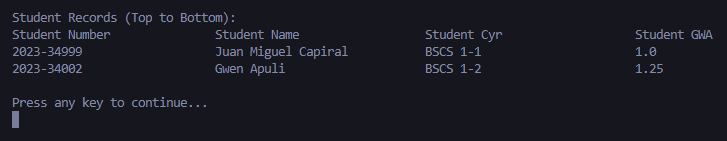 Student Records (Top to Bottom):
Student Number Student Name Student Cyr Student GWA
2023-34999 Juan Miguel Capiral BSCS 1-1 1.0
2023-34002 Gwen Apuli BSCS 1-2 1.25
Press any key to continue...